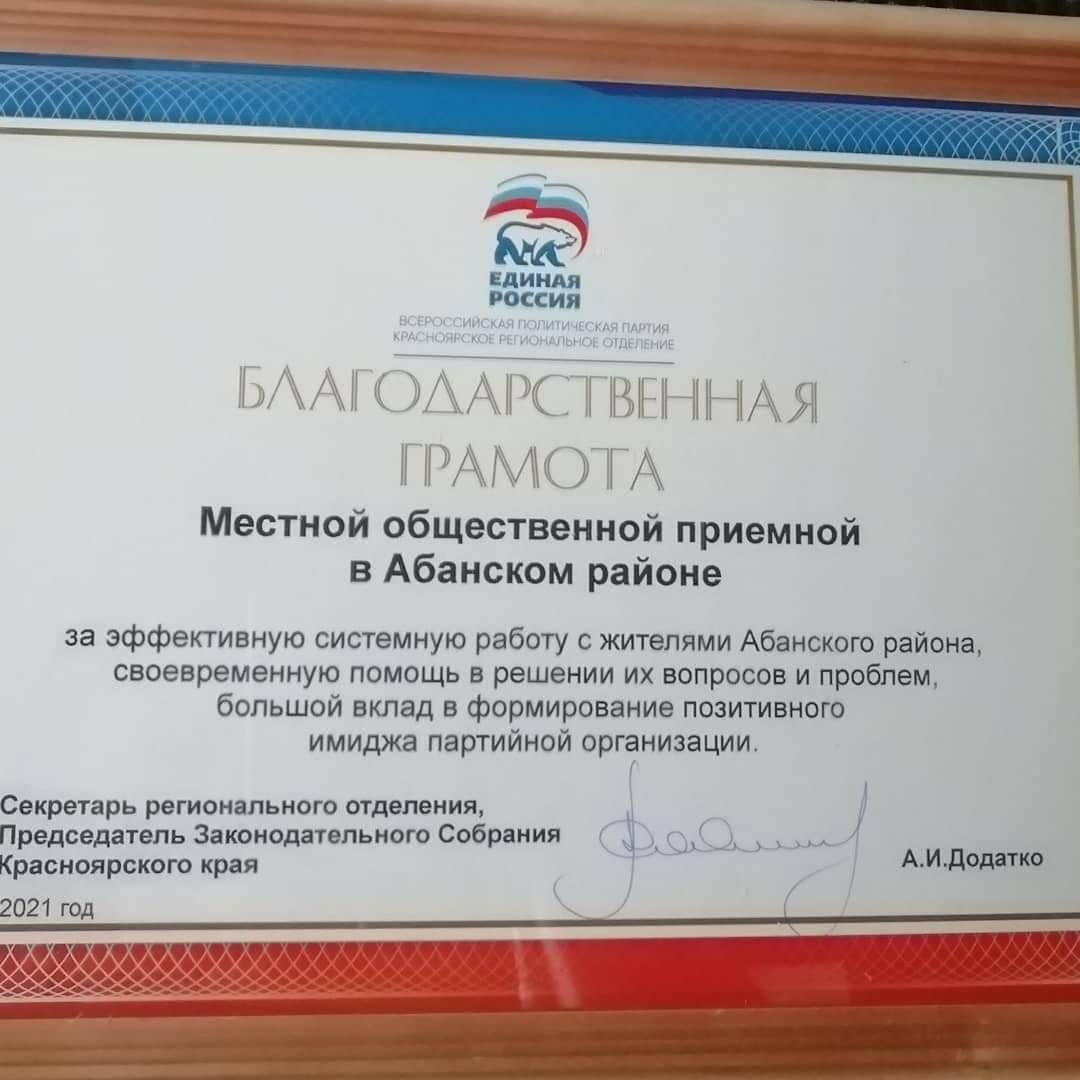 ЕДИНАЯ
РОССИЯ
ВСЕРОССИЙСКАЯ ПОЛИТИЧЕСКАЯ ПАРТИЯ
КРАСНОЯРСКОЕ РЕГИОНАЛЬНОЕ ОТДЕЛЕНИЕ
БЛАГОДАРСТВЕННАЯ
ГРАМОТА
Местной общественной приемной
в Абанском районе
за эффективную системную работу с жителями Абанского района,
своевременную помощь в решении их вопросов и проблем,
большой вклад в формирование позитивного
имиджа партийной организации.
Секретарь регионального отделения,
Председатель Законодательного Собрания
Красноярского края
А.И.Додатко
2021 год